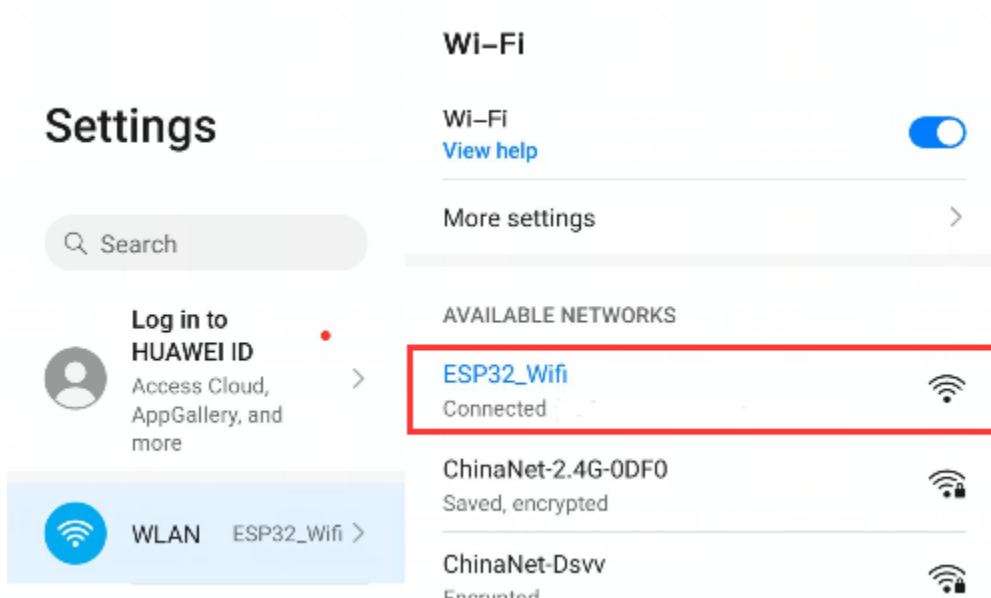 Settings
Search
Log in to
HUAWEI ID
Access Cloud,
AppGallery, and
more
WLAN ESP32_Wifi
Wi-Fi
Wi-Fi
View help
More settings
AVAILABLE NETWORKS
ESP32_Wifi
Connected
ChinaNet-2.4G-0DF0
Saved, encrypted
ChinaNet-Dsvv
Encrypted